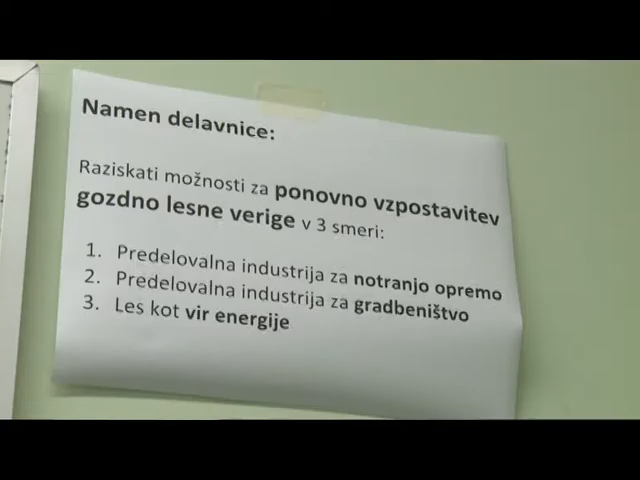 Namen delavnice:
Raziskati možnosti za ponovno vzpostavitev
gozdno lesne verige v 3 smeri:
1. Predelovalna industrija za notranjo opremo
2. Predelovalna industrija za gradbeništvo
3. Les kot vir energije